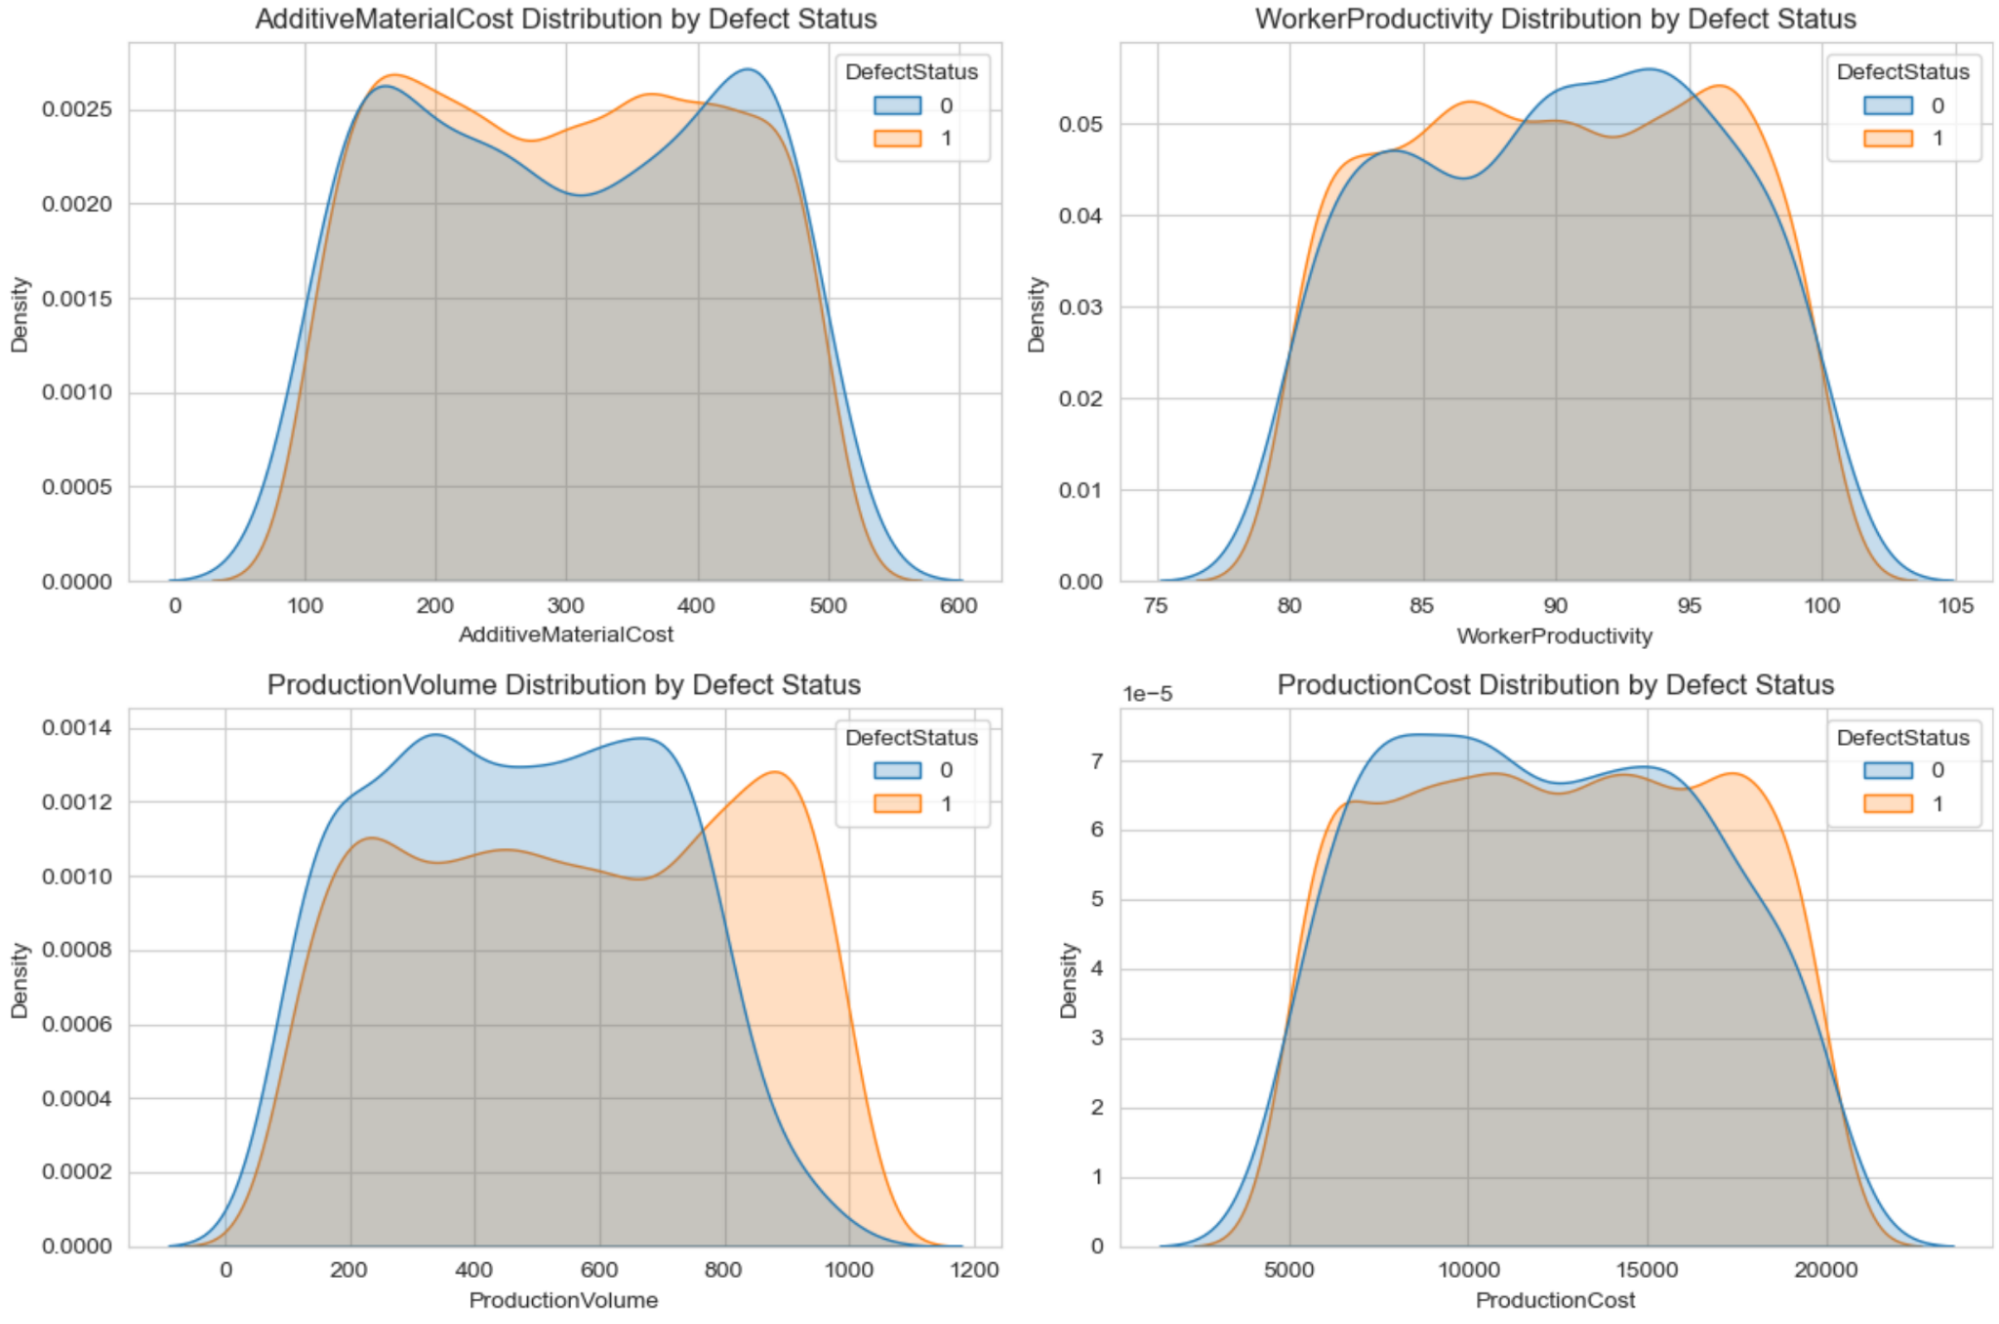 AdditiveMaterialCost Distribution by Defect Status
DefectStatus
0
1
0.0025
0.0020
0.0015
0.0010
0.0005
0.0000
Density
0 100 200 300 400 500 600
AdditiveMaterialCost
WorkerProductivity Distribution by Defect Status
DefectStatus
0
1
0.05
0.04
0.03
0.02
0.01
0.00
Density
75 80 85 90 95 100 105
WorkerProductivity
ProductionVolume Distribution by Defect Status
DefectStatus
0
1
0.0014
0.0012
0.0010
0.0008
0.0006
0.0004
0.0002
0.0000
Density
0 200 400 600 800 1000 1200
ProductionVolume
ProductionCost Distribution by Defect Status
1e−5
DefectStatus
0
1
7
6
5
4
3
2
1
0
Density
5000 10000 15000 20000
ProductionCost